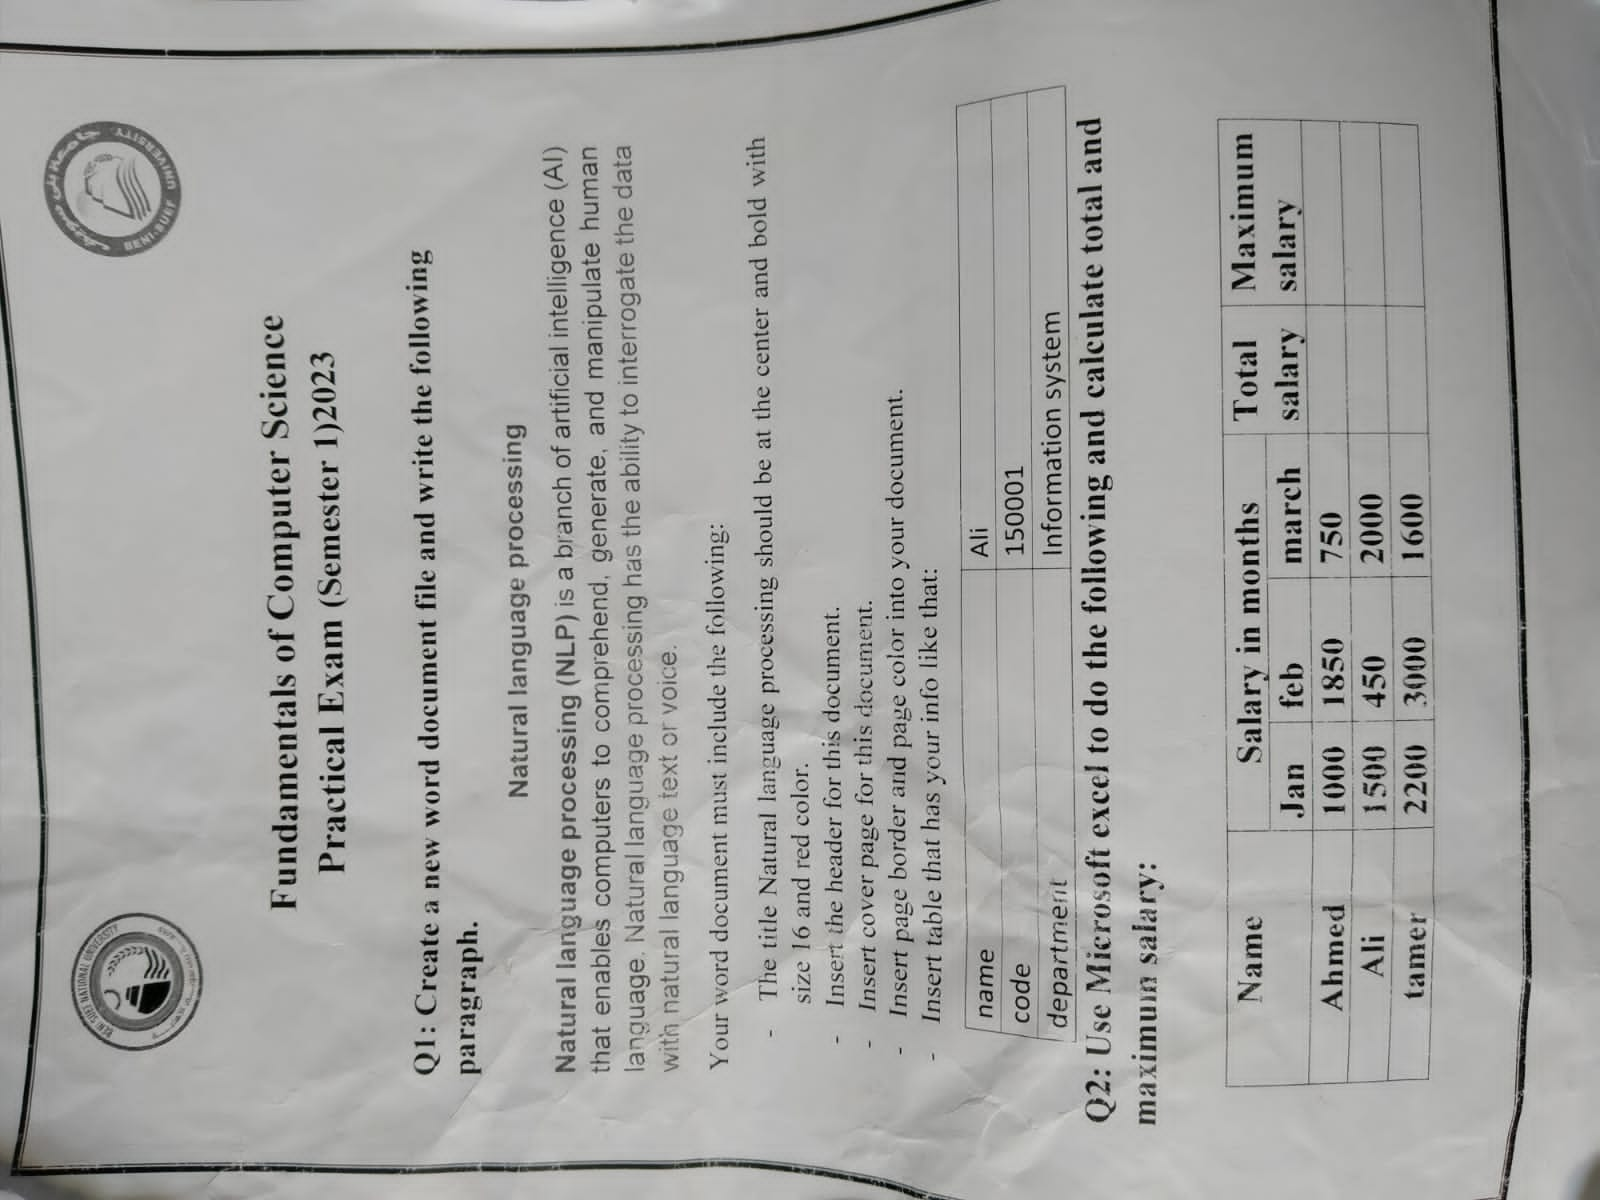 BENI SUEF NATIONAL UNIVERSITY
BENI-SUEF UNIVERSITY
Fundamentals of Computer Science
Practical Exam (Semester 1)2023
Q1: Create a new word document file and write the following
paragraph.
Natural language processing
Natural language processing (NLP) is a branch of artificial intelligence (AI)
that enables computers to comprehend, generate, and manipulate human
language. Natural language processing has the ability to interrogate the data
with natural language text or voice.
Your word document must include the following:
- The title Natural language processing should be at the center and bold with
size 16 and red color.
- Insert the header for this document.
- Insert cover page for this document.
- Insert page border and page color into your document.
- Insert table that has your info like that:
name Ali
code 150001
department Information system
Q2: Use Microsoft excel to do the following and calculate total and
maximum salary:
Name Salary in months Total salary Maximum salary
Jan feb march
Ahmed 1000 1850 750
Ali 1500 450 2000
tamer 2200 3000 1600